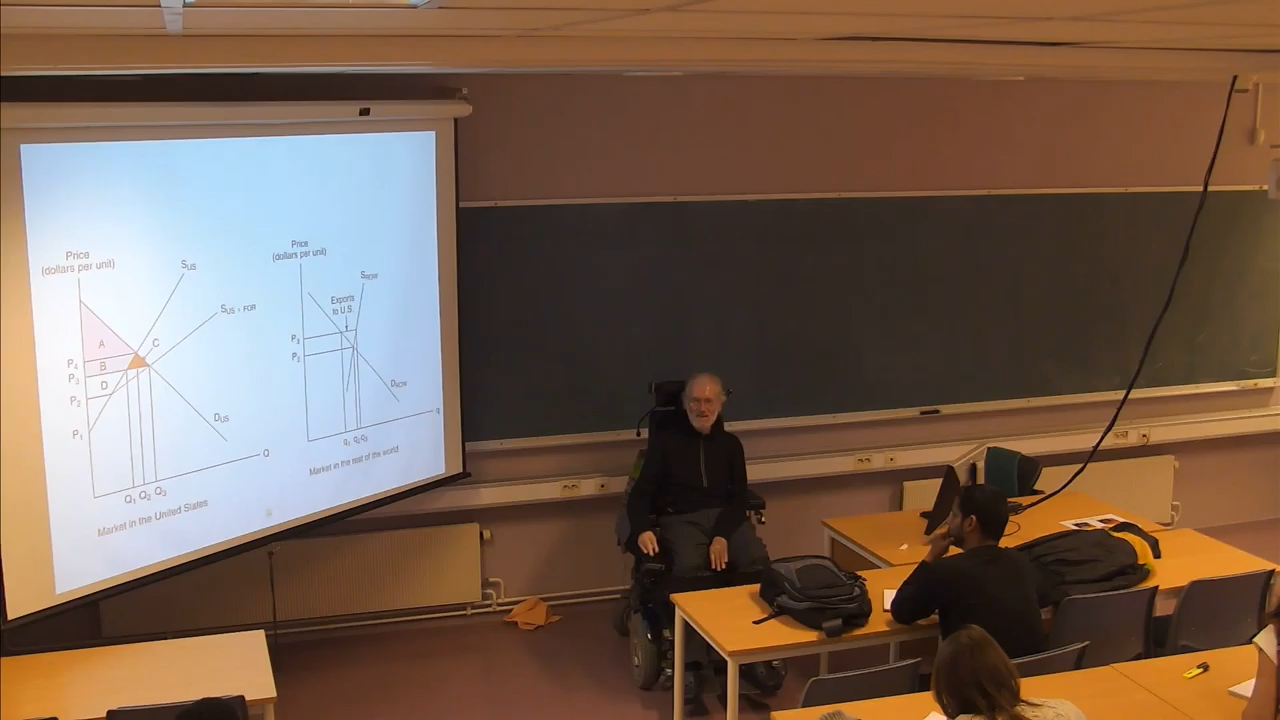 Price
(dollars per unit)
S_US
S_US + FOR
A
C
P4
B
P3
D
P2
P1
D_US
Q
Q1 Q2 Q3
Market in the United States
Price
(dollars per unit)
S_ROW
Exports
to U.S.
P3
P2
D_ROW
q
q1 q2 q3
Market in the rest of the world